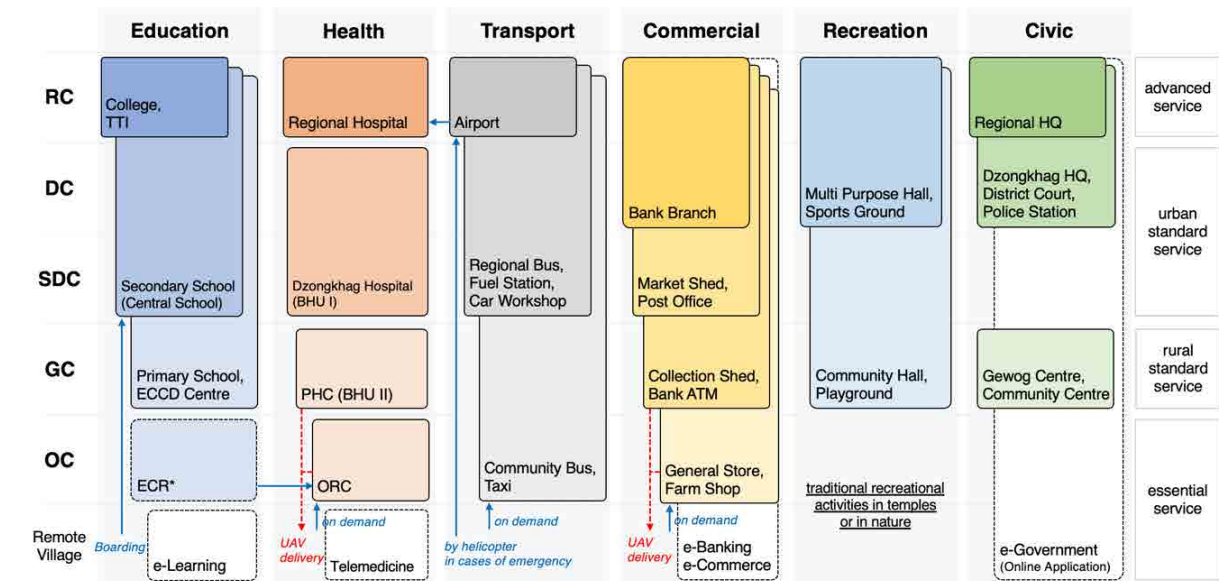 Education
Health
Transport
Commercial
Recreation
Civic
RC
College,
TTI
Regional Hospital
Airport
Regional HQ
advanced
service
DC
Bank Branch
Multi Purpose Hall,
Sports Ground
Dzongkhag HQ,
District Court,
Police Station
urban
standard
service
SDC
Secondary School
(Central School)
Dzongkhag Hospital
(BHU I)
Regional Bus,
Fuel Station,
Car Workshop
Market Shed,
Post Office
GC
Primary School,
ECCD Centre
PHC (BHU II)
Collection Shed,
Bank ATM
Community Hall,
Playground
Gewog Centre,
Community Centre
rural
standard
service
OC
ECR*
ORC
Community Bus,
Taxi
General Store,
Farm Shop
traditional recreational
activities in temples
or in nature
essential
service
Remote
Village
Boarding
e-Learning
UAV
delivery
on demand
Telemedicine
on demand
by helicopter
in cases of emergency
UAV
delivery
on demand
e-Banking
e-Commerce
e-Government
(Online Application)